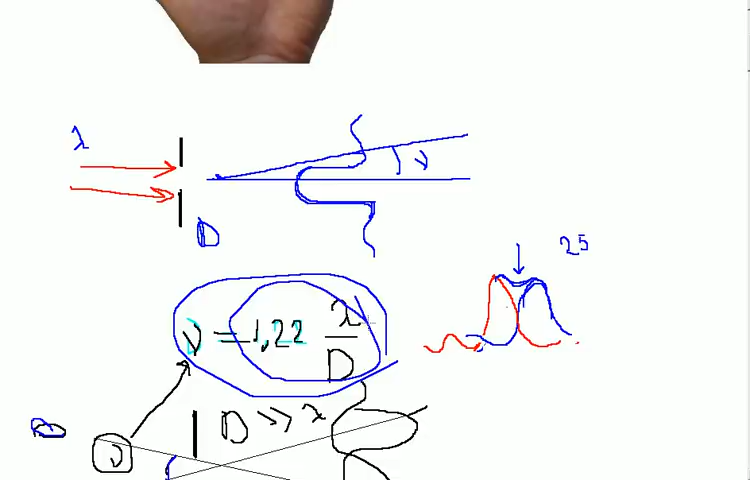 λ
ν
D
25
ν = 1,22 λ/D
D >> λ
ν